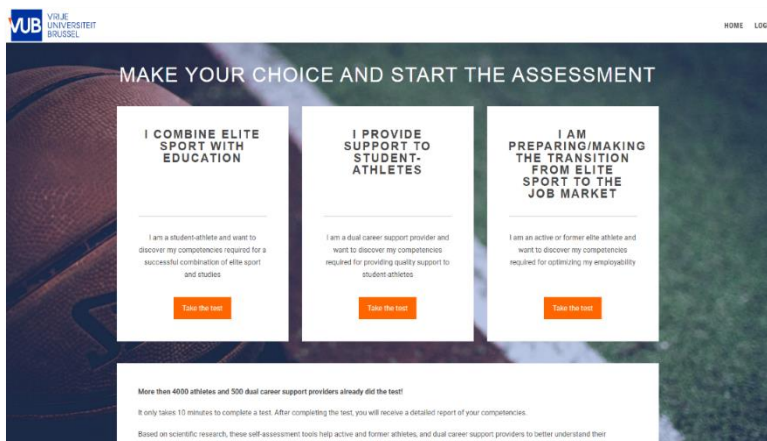 VUB
VRIJE
UNIVERSITEIT
BRUSSEL
HOME LOG
MAKE YOUR CHOICE AND START THE ASSESSMENT
I COMBINE ELITE
SPORT WITH
EDUCATION
I am a student-athlete and want to
discover my competencies required for a
successful combination of elite sport
and studies
Take the test
I PROVIDE
SUPPORT TO
STUDENT-
ATHLETES
I am a dual career support provider and
want to discover my competencies
required for providing quality support to
student athletes
Take the test
I AM
PREPARING/MAKING
THE TRANSITION
FROM ELITE
SPORT TO THE
JOB MARKET
I am an active or former elite athlete and
want to discover my competencies
required for optimizing my employability
Take the test
More then 4000 athletes and 500 dual career support providers already did the test!
It only takes 10 minutes to complete a test. After completing the test, you will receive a detailed report of your competencies.
Based on scientific research, these self-assessment tools help active and former athletes, and dual career support providers to better understand their